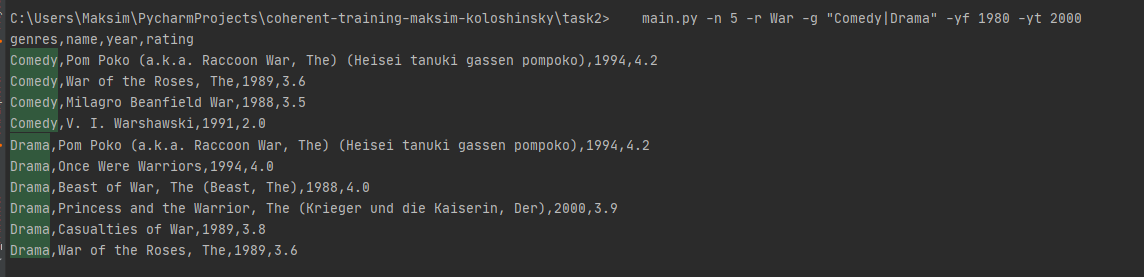 C:\Users\Maksim\PycharmProjects\coherent-training-maksim-koloshinsky\task2>    main.py -n 5 -r War -g "Comedy|Drama" -yf 1980 -yt 2000
genres,name,year,rating
Comedy,Pom Poko (a.k.a. Raccoon War, The) (Heisei tanuki gassen pompoko),1994,4.2
Comedy,War of the Roses, The,1989,3.6
Comedy,Milagro Beanfield War,1988,3.5
Comedy,V. I. Warshawski,1991,2.0
Drama,Pom Poko (a.k.a. Raccoon War, The) (Heisei tanuki gassen pompoko),1994,4.2
Drama,Once Were Warriors,1994,4.0
Drama,Beast of War, The (Beast, The),1988,4.0
Drama,Princess and the Warrior, The (Krieger und die Kaiserin, Der),2000,3.9
Drama,Casualties of War,1989,3.8
Drama,War of the Roses, The,1989,3.6